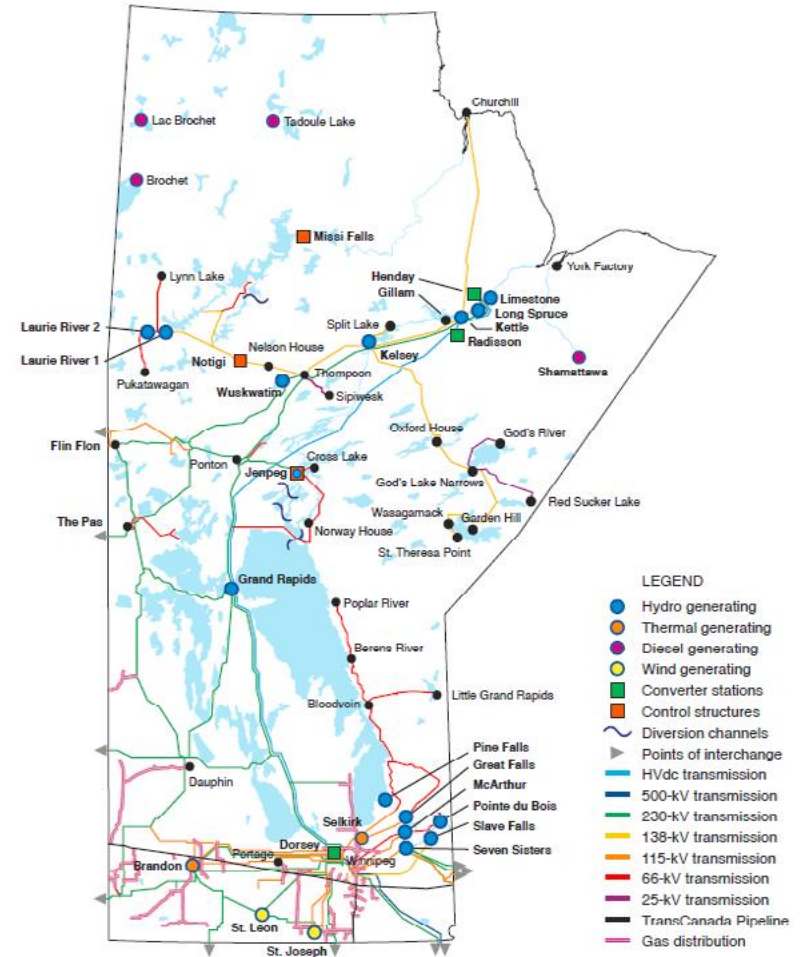 Churchill
Lac Brochet
Tadoule Lake
Brochet
Missi Falls
Lynn Lake
York Factory
Henday
Gillam
Limestone
Long Spruce
Kettle
Radisson
Laurie River 2
Laurie River 1
Split Lake
Kelsey
Notigi
Nelson House
Thompson
Shamattawa
Pukatawagan
Wuskwatim
Sipiwesk
Oxford House
God's River
Flin Flon
Ponton
Cross Lake
Jenpeg
God's Lake Narrows
Red Sucker Lake
Wasagamack
Garden Hill
The Pas
Norway House
St. Theresa Point
Grand Rapids
Poplar River
Berens River
Little Grand Rapids
Bloodvein
Pine Falls
Great Falls
McArthur
Pointe du Bois
Slave Falls
Seven Sisters
Dauphin
Selkirk
Dorsey
Winnipeg
Portage
Brandon
St. Leon
St. Joseph
LEGEND
Hydro generating
Thermal generating
Diecel generating
Wind generating
Converter stations
Control structures
Diversion channels
Points of interchange
HVdc transmission
500-kV transmission
230-kV transmission
138-kV transmission
115-kV transmission
66-kV transmission
25-kV transmission
TransCanada Pipeline
Gas distribution